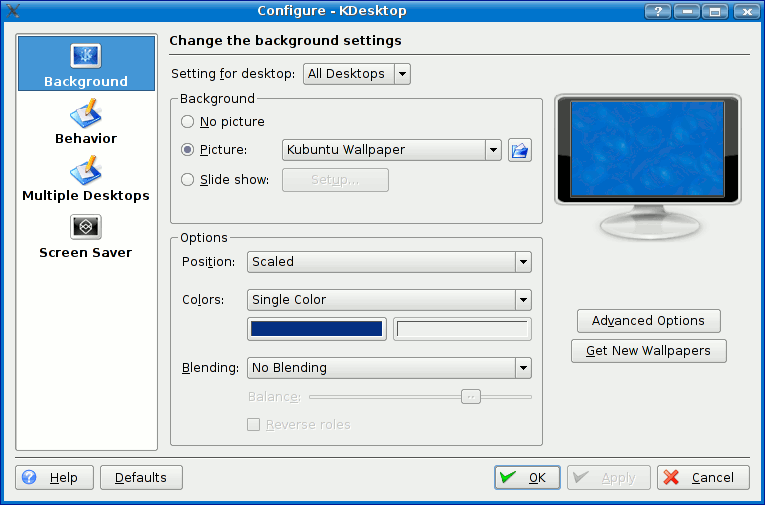 Configure - KDesktop
Background
Behavior
Multiple Desktops
Screen Saver
Change the background settings
Setting for desktop: All Desktops
Background
No picture
Picture: Kubuntu Wallpaper
Slide show: Setup...
Options
Position: Scaled
Colors: Single Color
Blending: No Blending
Balance:
Reverse roles
Advanced Options
Get New Wallpapers
Help Defaults OK Apply Cancel